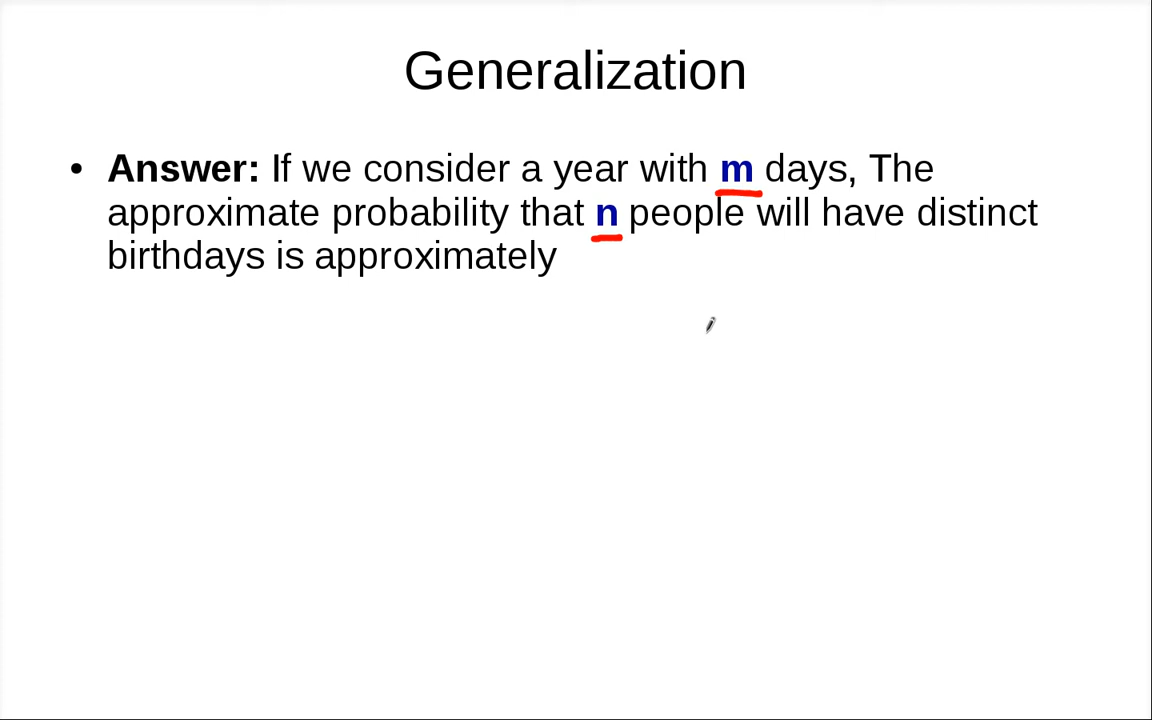 Generalization
• Answer: If we consider a year with m days, The
approximate probability that n people will have distinct
birthdays is approximately